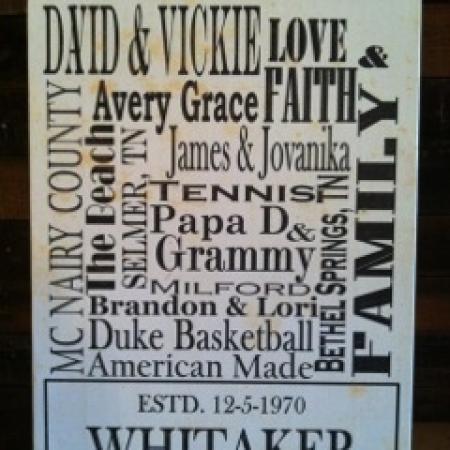 DAVID & VICKIE
LOVE
&
FAITH
Avery Grace
FAMILY &
MC NAIRY COUNTY
The Beach
SELMER, TN
James & Jovanika
TENNIS
Papa D
&
Grammy
BETHEL SPRINGS, TN
MILFORD
Brandon & Lori
Duke Basketball
American Made
ESTD. 12-5-1970
WHITAKER